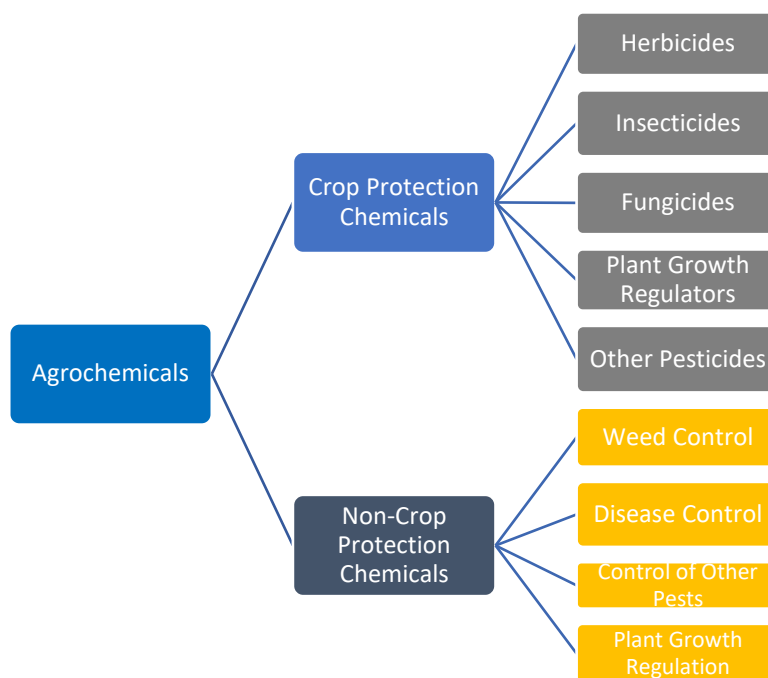 Agrochemicals
Crop Protection
Chemicals
Herbicides
Insecticides
Fungicides
Plant Growth
Regulators
Other Pesticides
Non-Crop
Protection
Chemicals
Weed Control
Disease Control
Control of Other
Pests
Plant Growth
Regulation